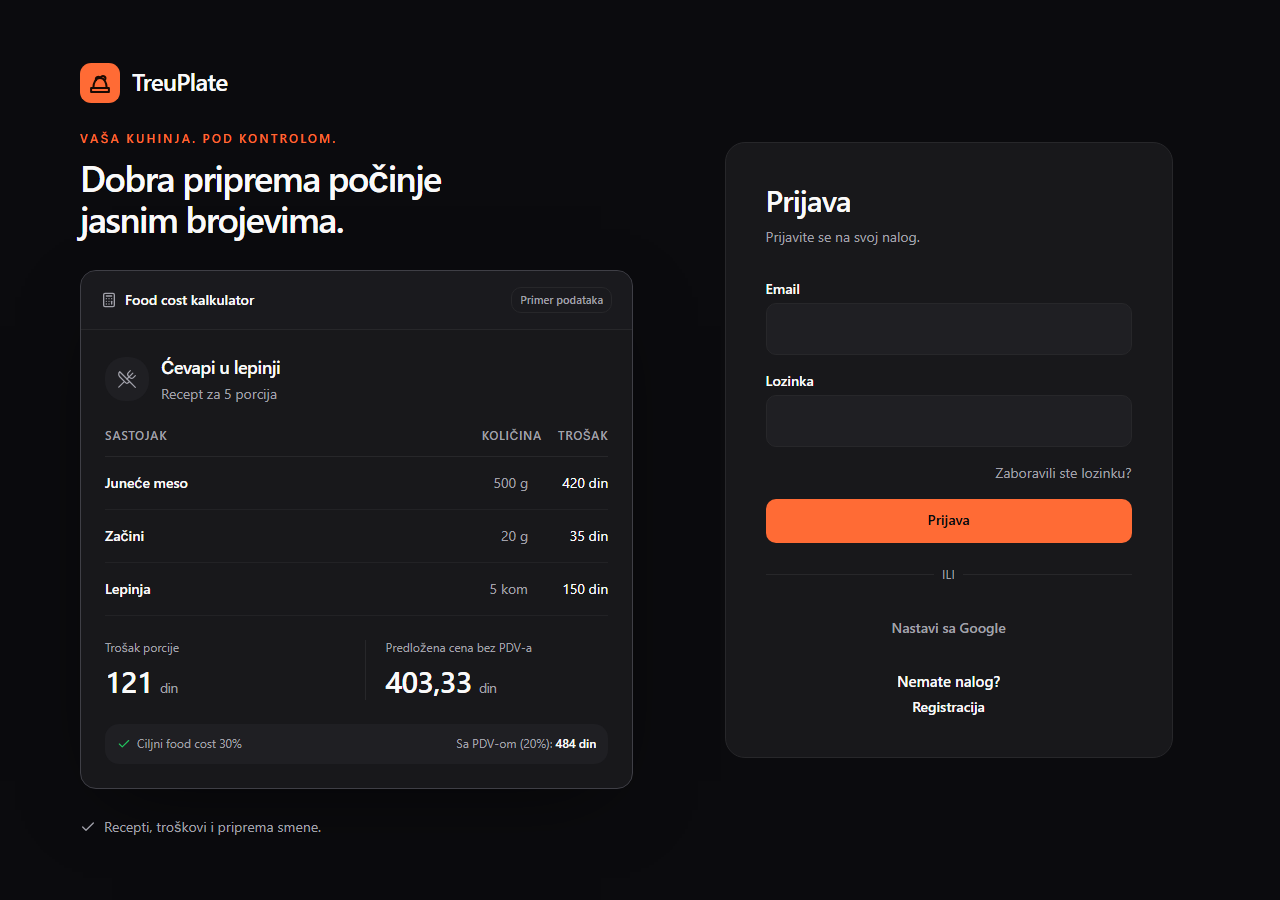 TreuPlate
VAŠA KUHINJA. POD KONTROLOM.
Dobra priprema počinje
jasnim brojevima.
Food cost kalkulator
Primer podataka
Ćevapi u lepinji
Recept za 5 porcija
SASTOJAK KOLIČINA TROŠAK
Juneće meso 500 g 420 din
Začini 20 g 35 din
Lepinja 5 kom 150 din
Trošak porcije
121 din
Predložena cena bez PDV-a
403,33 din
Ciljni food cost 30%
Sa PDV-om (20%): 484 din
Recepti, troškovi i priprema smene.
Prijava
Prijavite se na svoj nalog.
Email
Lozinka
Zaboravili ste lozinku?
Prijava
ILI
Nastavi sa Google
Nemate nalog?
Registracija